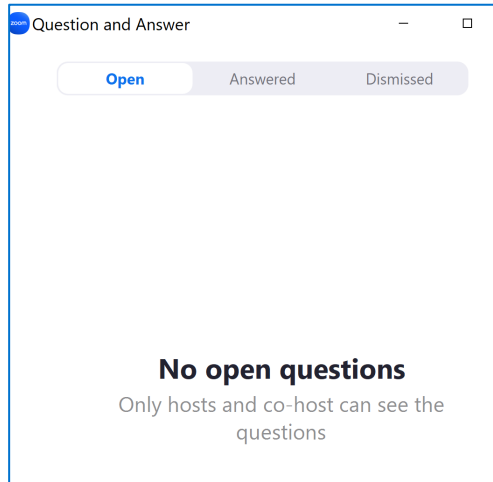 zoom Question and Answer
Open Answered Dismissed
No open questions
Only hosts and co-host can see the
questions